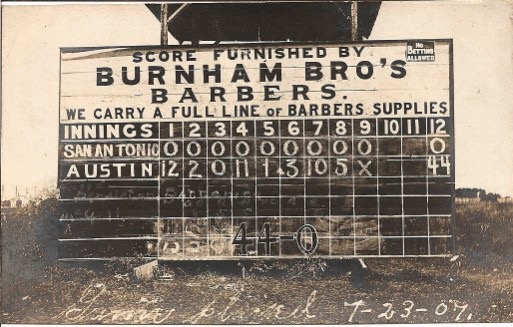 SCORE FURNISHED BY
NO BETTING ALLOWED
BURNHAM BRO'S
BARBERS.
WE CARRY A FULL LINE OF BARBERS SUPPLIES
INNINGS 1 2 3 4 5 6 7 8 9 10 11 12
SAN ANTONIO 0 0 0 0 0 0 0 0 0 0
AUSTIN 12 2 0 11 1 3 10 5 X 44
44-0
Game played 7-23-07.